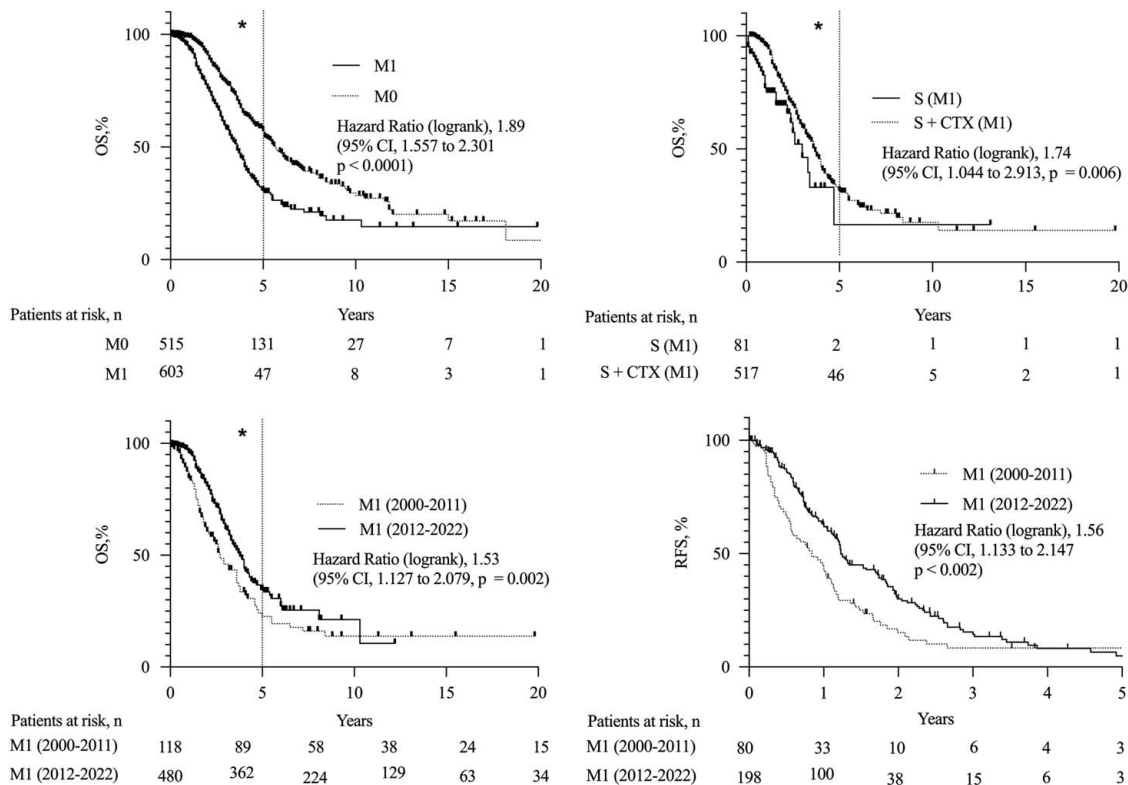 *
100
50
0
OS,%
M1
M0
Hazard Ratio (logrank), 1.89
(95% CI, 1.557 to 2.301
p < 0.0001)
0 5 10 15 20
Patients at risk, n Years
M0 515 131 27 7 1
M1 603 47 8 3 1
*
100
50
0
OS,%
S (M1)
S + CTX (M1)
Hazard Ratio (logrank), 1.74
(95% CI, 1.044 to 2.913, p = 0.006)
0 5 10 15 20
Patients at risk, n Years
S (M1) 81 2 1 1 1
S + CTX (M1) 517 46 5 2 1
*
100
50
0
OS,%
M1 (2000-2011)
M1 (2012-2022)
Hazard Ratio (logrank), 1.53
(95% CI, 1.127 to 2.079, p = 0.002)
0 5 10 15 20
Patients at risk, n Years
M1 (2000-2011) 118 89 58 38 24 15
M1 (2012-2022) 480 362 224 129 63 34
100
50
0
RFS, %
M1 (2000-2011)
M1 (2012-2022)
Hazard Ratio (logrank), 1.56
(95% CI, 1.133 to 2.147
p < 0.002)
0 1 2 3 4 5
Patients at risk, n Years
M1 (2000-2011) 80 33 10 6 4 3
M1 (2012-2022) 198 100 38 15 6 3